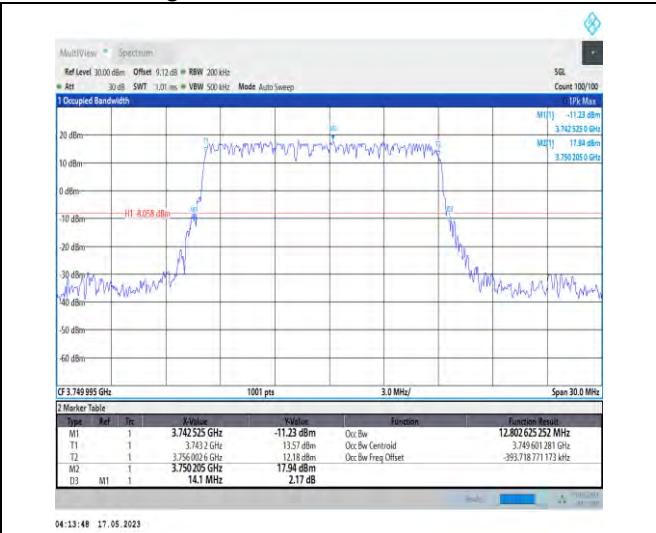 MultiView Spectrum
Ref Level 30.00 dBm Offset 9.12 dB RBW 200 kHz SGL
Att 30 dB SWT 1.01 ms VBW 500 kHz Mode Auto Sweep Count 100/100
1 Occupied Bandwidth 1Pk Max
M1[1] -11.23 dBm
3.742 525 0 GHz
M2[1] 17.94 dBm
3.750 205 0 GHz
20 dBm
10 dBm
0 dBm
H1 -8.058 dBm
-10 dBm
-20 dBm
-30 dBm
-40 dBm
-50 dBm
-60 dBm
CF 3.749 995 GHz 1001 pts 3.0 MHz/ Span 30.0 MHz
2 Marker Table
Type Ref Trc X-Value Y-Value Function Function Result
M1 1 3.742 525 GHz -11.23 dBm Occ Bw 12.802 625 252 MHz
T1 1 3.743 2 GHz 13.57 dBm Occ Bw Centroid 3.749 601 281 GHz
T2 1 3.756 002 6 GHz 12.18 dBm Occ Bw Freq Offset -393.718 771 173 kHz
M2 1 3.750 205 GHz 17.94 dBm
D3 M1 1 14.1 MHz 2.17 dB
04:13:48 17.05.2023